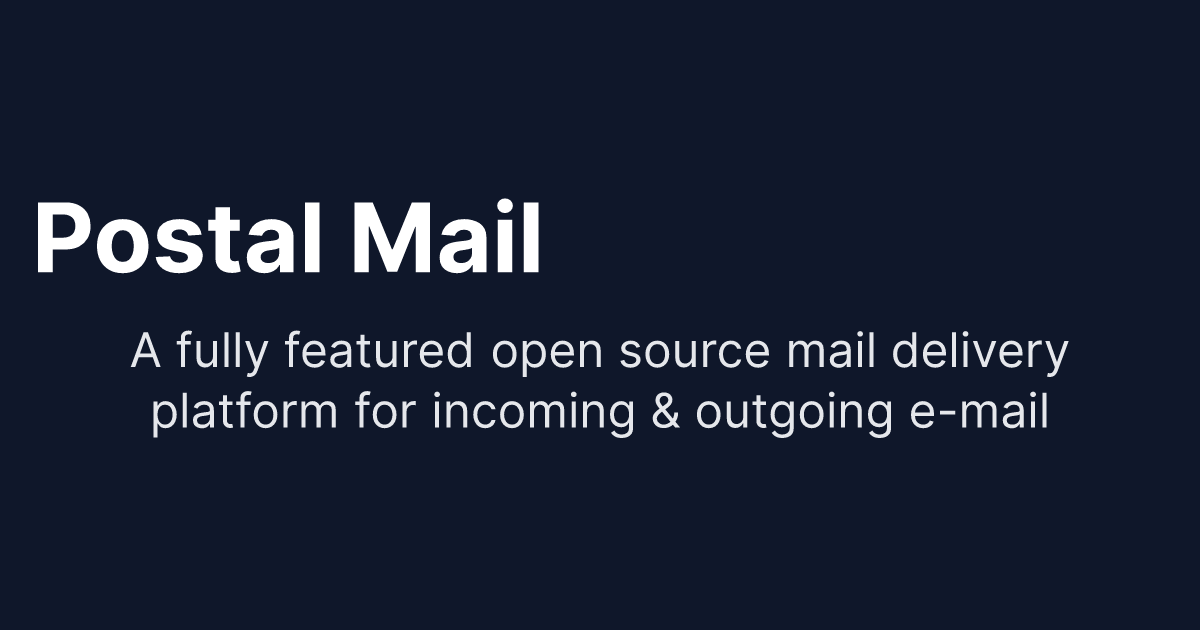 Postal Mail
A fully featured open source mail delivery
platform for incoming & outgoing e-mail